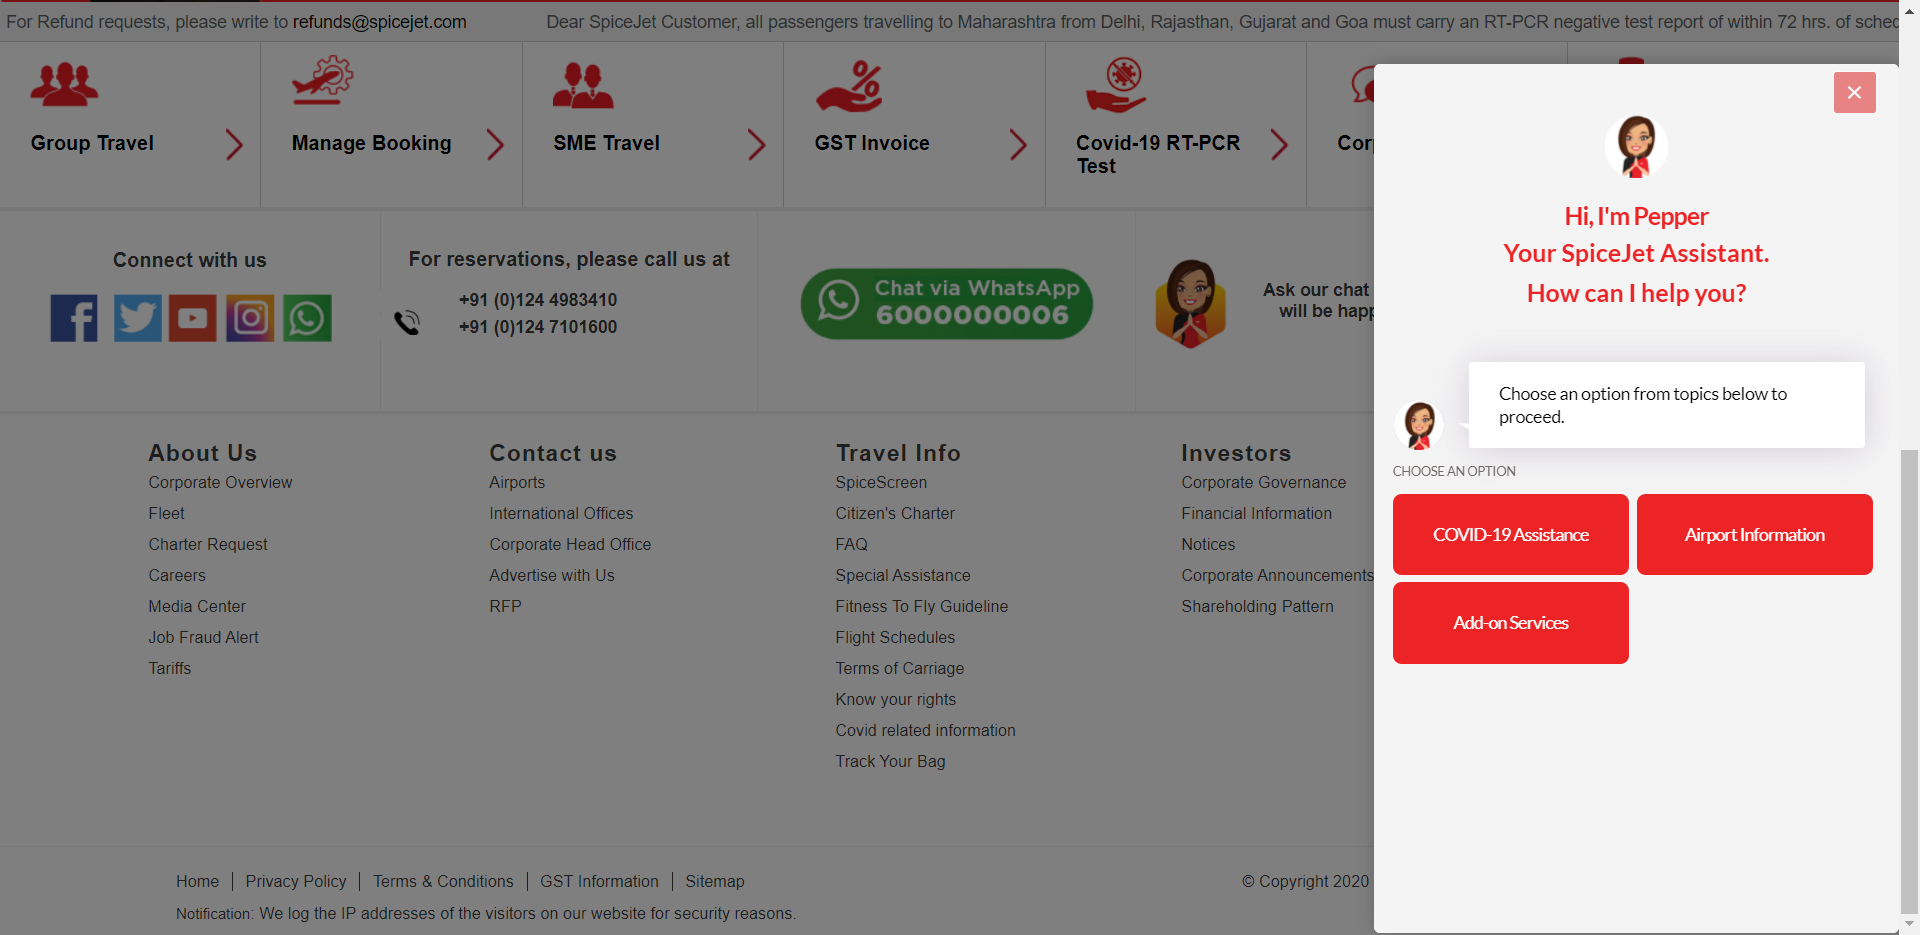 For Refund requests, please write to refunds@spicejet.com
Dear SpiceJet Customer, all passengers travelling to Maharashtra from Delhi, Rajasthan, Gujarat and Goa must carry an RT-PCR negative test report of within 72 hrs. of
Group Travel
Manage Booking
SME Travel
GST Invoice
Covid-19 RT-PCR
Test
Connect with us
For reservations, please call us at
+91 (0)124 4983410
+91 (0)124 7101600
Chat via WhatsApp
6000000006
Ask our chat
will be
About Us
Corporate Overview
Fleet
Charter Request
Careers
Media Center
Job Fraud Alert
Tariffs
Contact us
Airports
International Offices
Corporate Head Office
Advertise with Us
RFP
Travel Info
SpiceScreen
Citizen's Charter
FAQ
Special Assistance
Fitness To Fly Guideline
Flight Schedules
Terms of Carriage
Know your rights
Covid related information
Track Your Bag
Investors
Corporate Governance
Financial Information
Notices
Corporate Announcements
Shareholding Pattern
Home
Privacy Policy
Terms & Conditions
GST Information
Sitemap
© Copyright 2020
Notification: We log the IP addresses of the visitors on our website for security reasons.
Hi, I'm Pepper
Your SpiceJet Assistant.
How can I help you?
Choose an option from topics below to
proceed.
CHOOSE AN OPTION
COVID-19 Assistance
Airport Information
Add-on Services